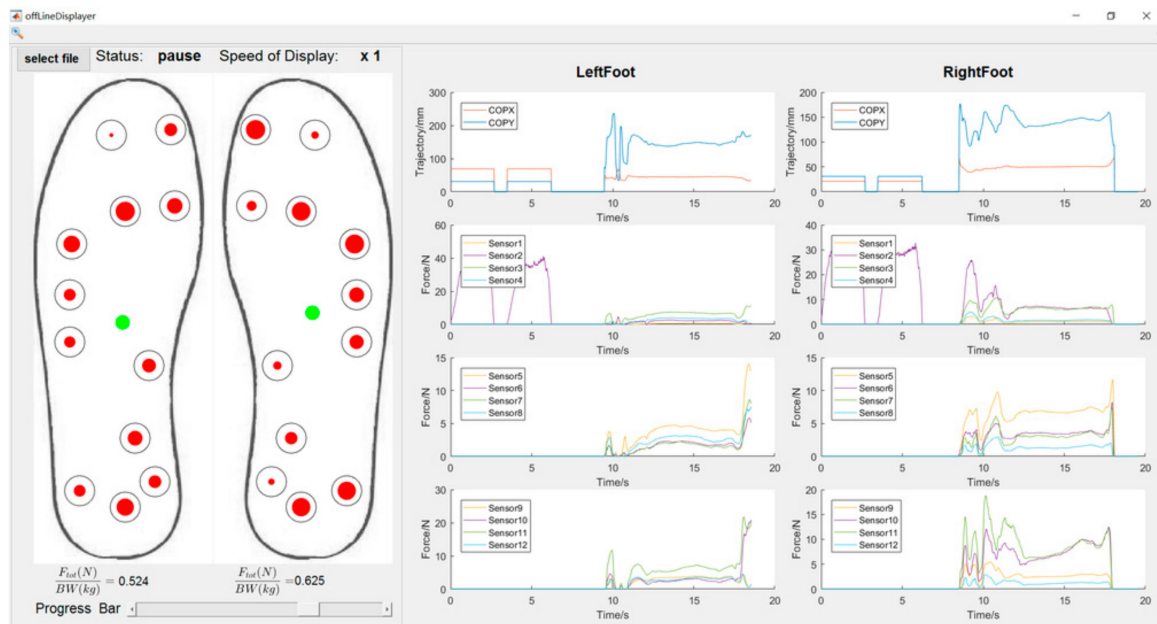 offLineDisplayer
select file Status: pause Speed of Display: x 1
F_tot(N)
BW(kg)
= 0.524
F_tot(N)
BW(kg)
=0.625
Progress Bar
LeftFoot
300
200
100
0
Trajectory/mm
COPX
COPY
0 5 10 15 20
Time/s
60
40
20
0
Force/N
Sensor1
Sensor2
Sensor3
Sensor4
0 5 10 15 20
Time/s
15
10
5
0
Force/N
Sensor5
Sensor6
Sensor7
Sensor8
0 5 10 15 20
Time/s
30
20
10
0
Force/N
Sensor9
Sensor10
Sensor11
Sensor12
0 5 10 15 20
Time/s
RightFoot
200
150
100
50
0
Trajectory/mm
COPX
COPY
0 5 10 15 20
Time/s
40
30
20
10
0
Force/N
Sensor1
Sensor2
Sensor3
Sensor4
0 5 10 15 20
Time/s
15
10
5
0
Force/N
Sensor5
Sensor6
Sensor7
Sensor8
0 5 10 15 20
Time/s
20
15
10
5
0
Force/N
Sensor9
Sensor10
Sensor11
Sensor12
0 5 10 15 20
Time/s